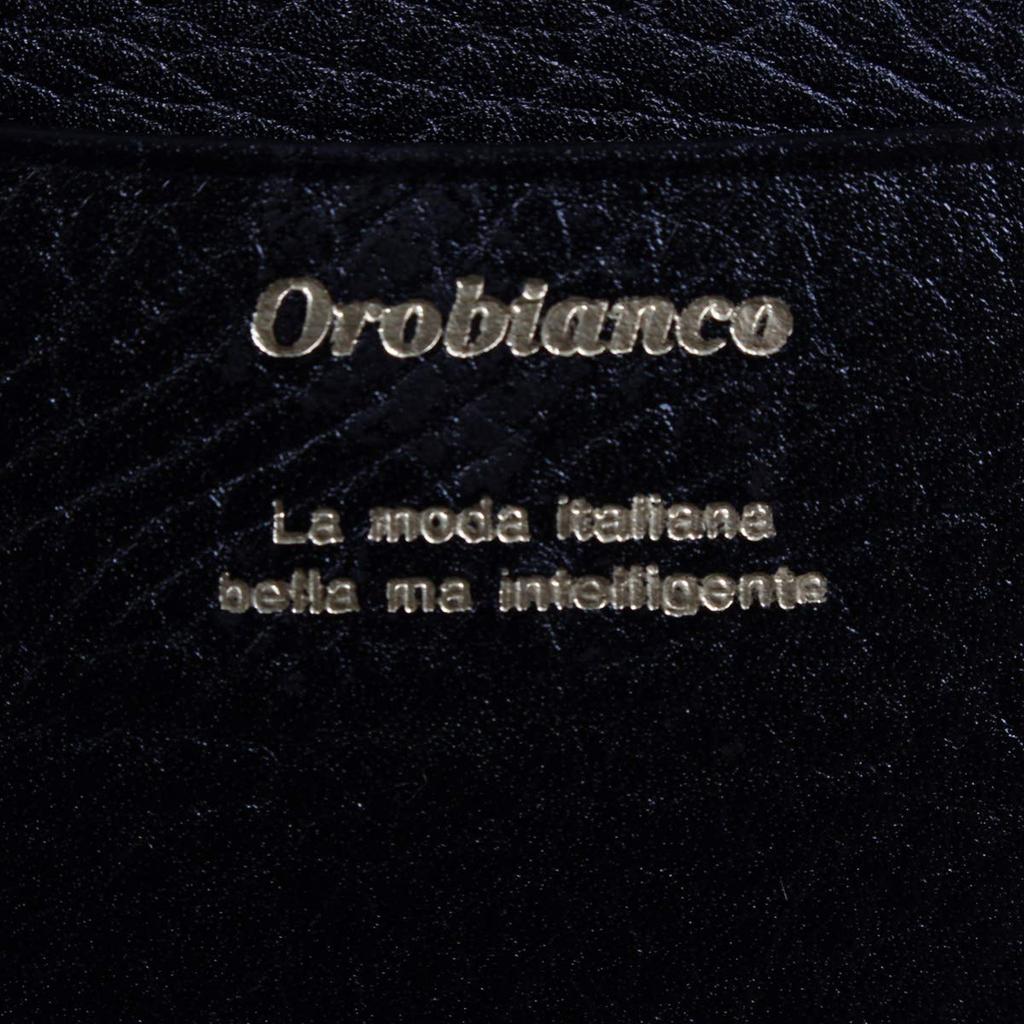 Orobianco
La moda italiana
bella ma intelligente